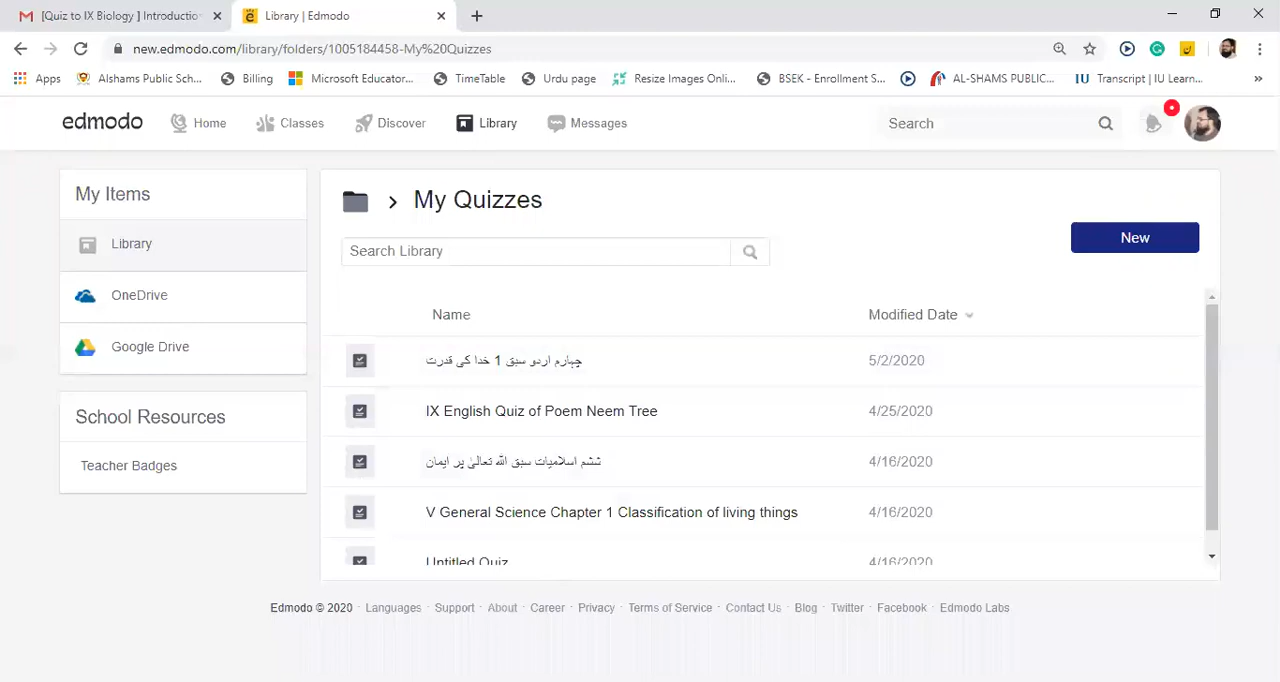 [Quiz to IX Biology ] Introductio
Library | Edmodo
new.edmodo.com/library/folders/1005184458-My%20Quizzes
Apps
Alshams Public Sch...
Billing
Microsoft Educator...
TimeTable
Urdu page
Resize Images Onli...
BSEK - Enrollment S...
AL-SHAMS PUBLIC...
IU Transcript | IU Learn...
»
edmodo
Home
Classes
Discover
Library
Messages
Search
My Items
Library
OneDrive
Google Drive
School Resources
Teacher Badges
My Quizzes
Search Library
New
Name Modified Date
چہارم اردو سبق 1 خدا کی قدرت 5/2/2020
IX English Quiz of Poem Neem Tree 4/25/2020
ششم اسلامیات سبق اللہ تعالیٰ پر ایمان 4/16/2020
V General Science Chapter 1 Classification of living things 4/16/2020
Untitled Quiz 4/16/2020
Edmodo © 2020 · Languages · Support · About · Career · Privacy · Terms of Service · Contact Us · Blog · Twitter · Facebook · Edmodo Labs